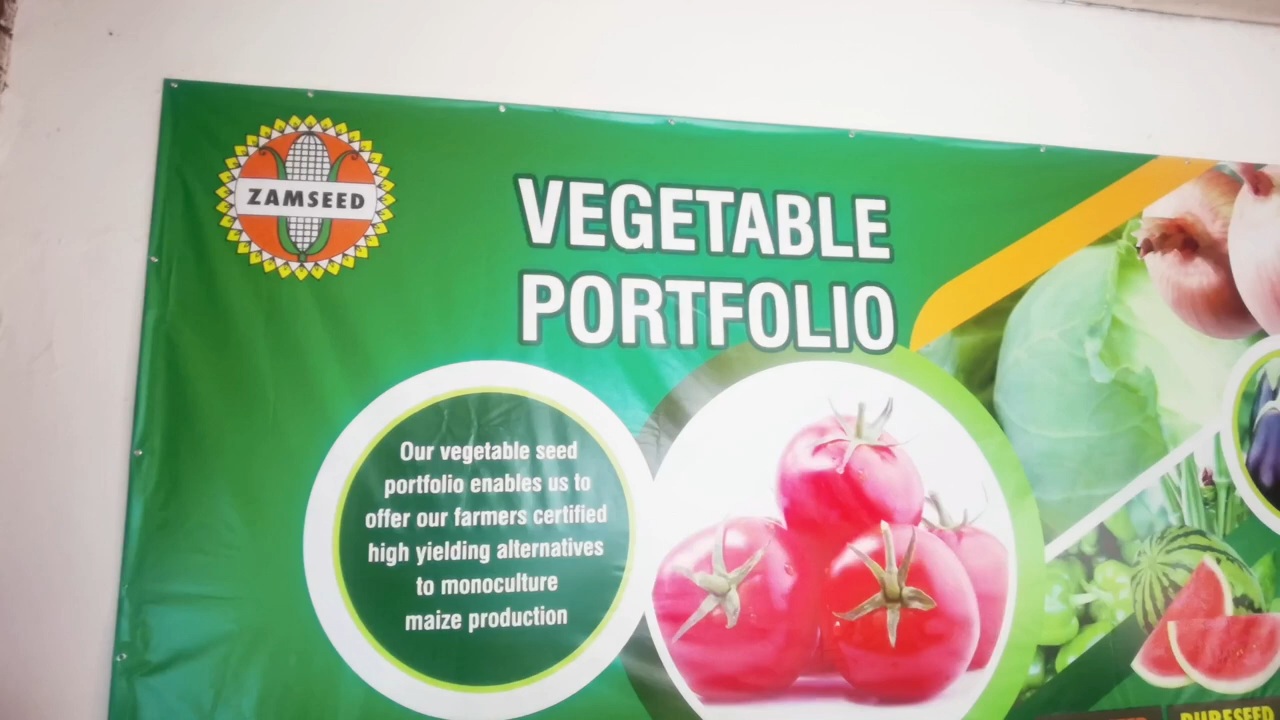 ZAMSEED
VEGETABLE
PORTFOLIO
Our vegetable seed
portfolio enables us to
offer our farmers certified
high yielding alternatives
to monoculture
maize production